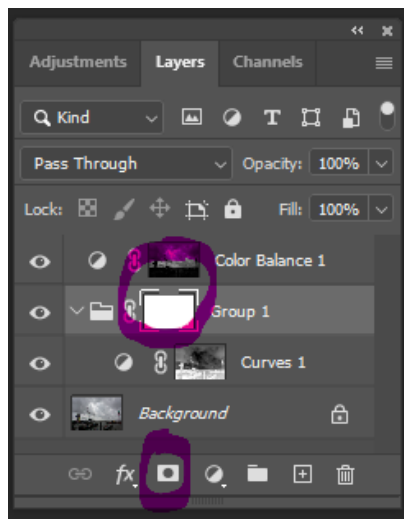 Adjustments Layers Channels
Kind T
Pass Through Opacity: 100%
Lock: Fill: 100%
Color Balance 1
Group 1
Curves 1
Background
fx